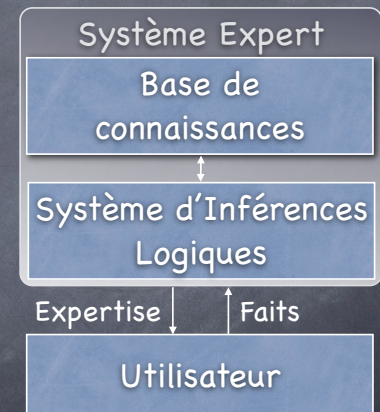 Système Expert
Base de
connaissances
Système d'Inférences
Logiques
Expertise
Faits
Utilisateur